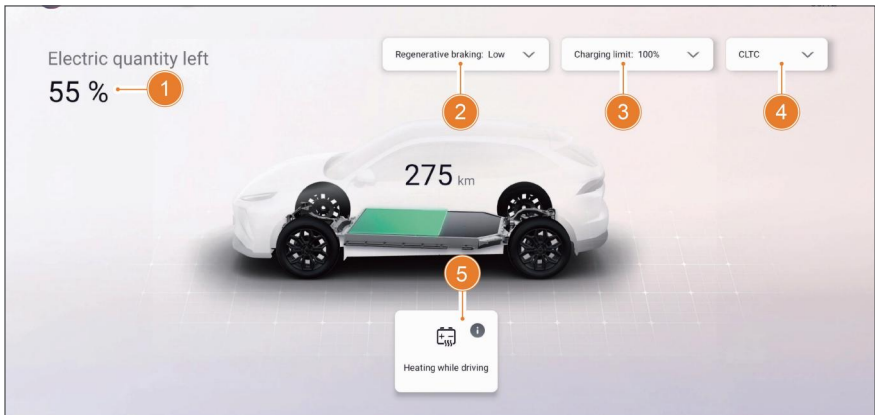 Electric quantity left
55 %
1
Regenerative braking: Low
2
Charging limit: 100%
3
CLTC
4
275 km
5
Heating while driving